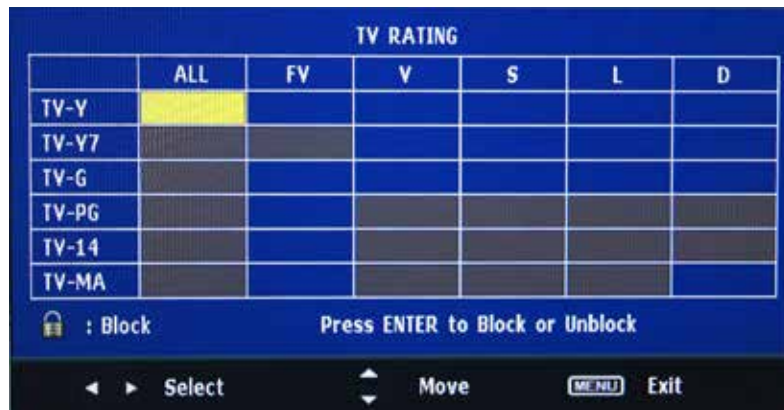 TV RATING
ALL FV V S L D
TV-Y
TV-Y7
TV-G
TV-PG
TV-14
TV-MA
: Block Press ENTER to Block or Unblock
Select Move MENU Exit